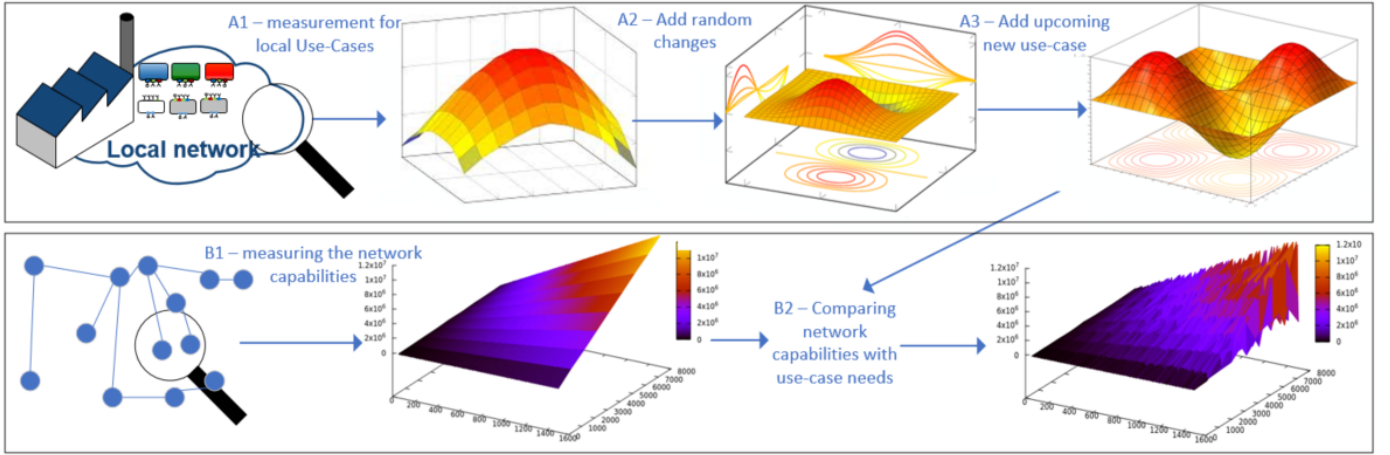 A1 – measurement for
local Use-Cases
A2 – Add random
changes
A3 – Add upcoming
new use-case
Local network
B1 – measuring the network
capabilities
1.2x10⁷
1x10⁷
8x10⁶
6x10⁶
4x10⁶
2x10⁶
0
0
200
400
600
800
1000
1200
1400
1600
0
1000
2000
3000
4000
5000
6000
7000
8000
1x10⁷
8x10⁶
6x10⁶
4x10⁶
2x10⁶
0
B2 – Comparing
network
capabilities with
use-case needs
1.2x10⁷
1x10⁷
8x10⁶
6x10⁶
4x10⁶
2x10⁶
0
0
200
400
600
800
1000
1200
1400
1600
0
1000
2000
3000
4000
5000
6000
7000
8000
1.2x10
1x10⁷
8x10⁶
6x10⁶
4x10⁶
2x10⁶
0